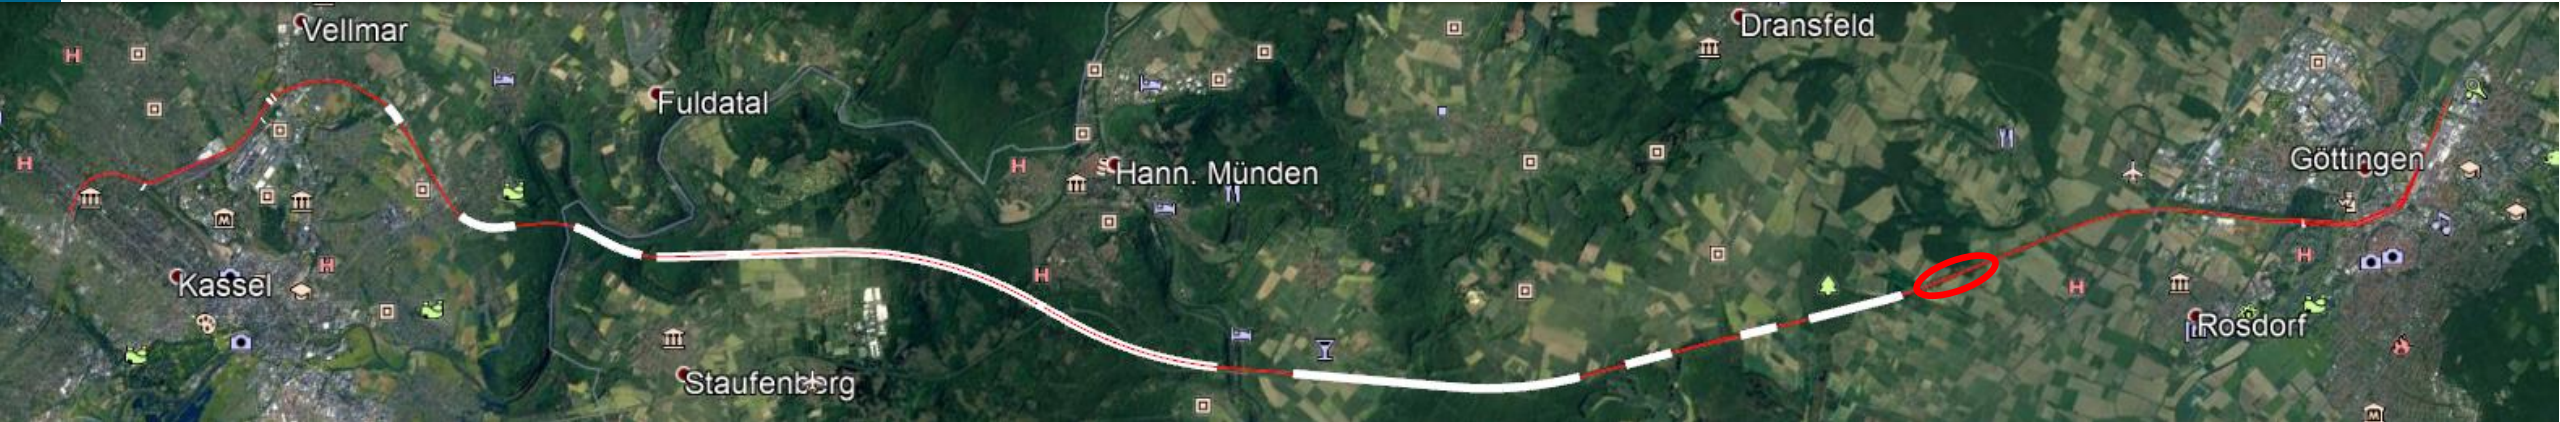 Vellmar
Dransfeld
Fuldatal
Göttingen
Hann. Münden
Kassel
Rosdorf
Staufenberg